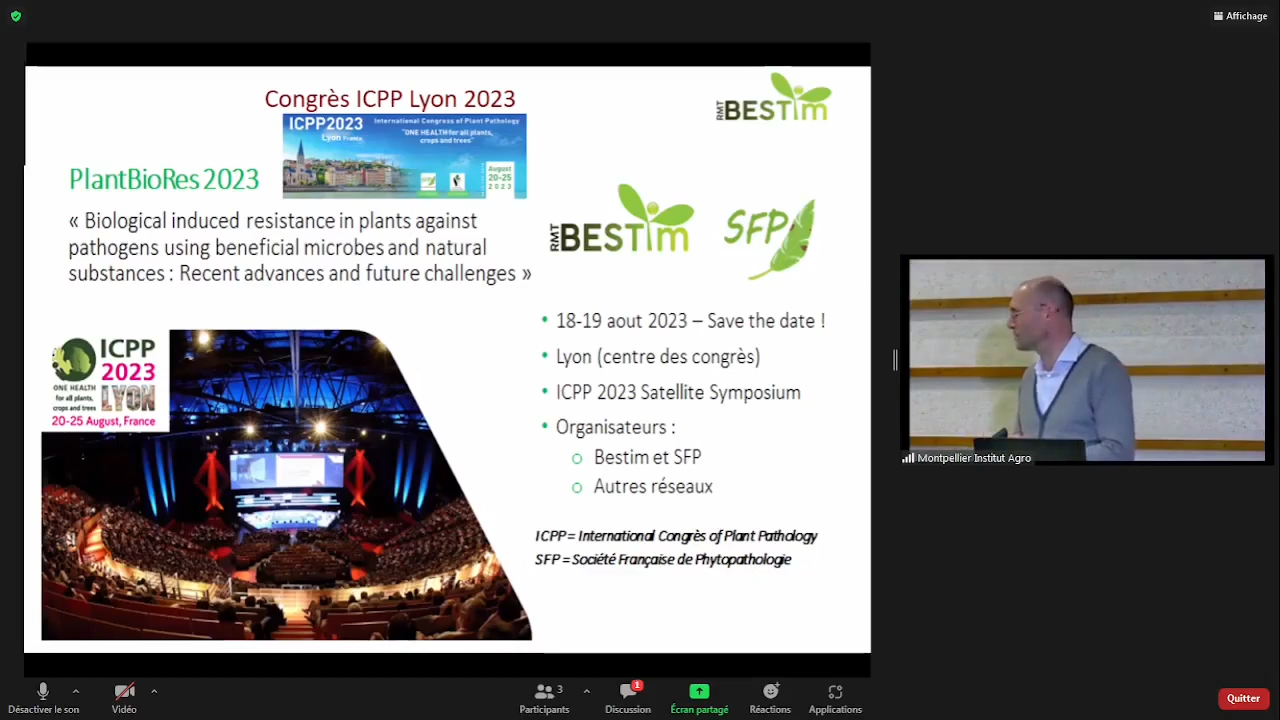 Affichage
Congrès ICPP Lyon 2023
RMT BESTim
ICPP2023
International Congress of Plant Pathology
Lyon France
"ONE HEALTH for all plants,
crops and trees"
August
20-25
2023
PlantBioRes 2023
« Biological induced resistance in plants against
pathogens using beneficial microbes and natural
substances : Recent advances and future challenges »
RMT BESTim
SFP
ICPP
2023
LYON
ONE HEALTH
for all plants,
crops and trees
20-25 August, France
• 18-19 aout 2023 – Save the date !
• Lyon (centre des congrès)
• ICPP 2023 Satellite Symposium
• Organisateurs :
o Bestim et SFP
o Autres réseaux
ICPP = International Congrès of Plant Pathology
SFP = Société Française de Phytopathologie
Montpellier Institut Agro
Désactiver le son
Vidéo
Participants
3
Discussion
1
Écran partagé
Réactions
Applications
Quitter